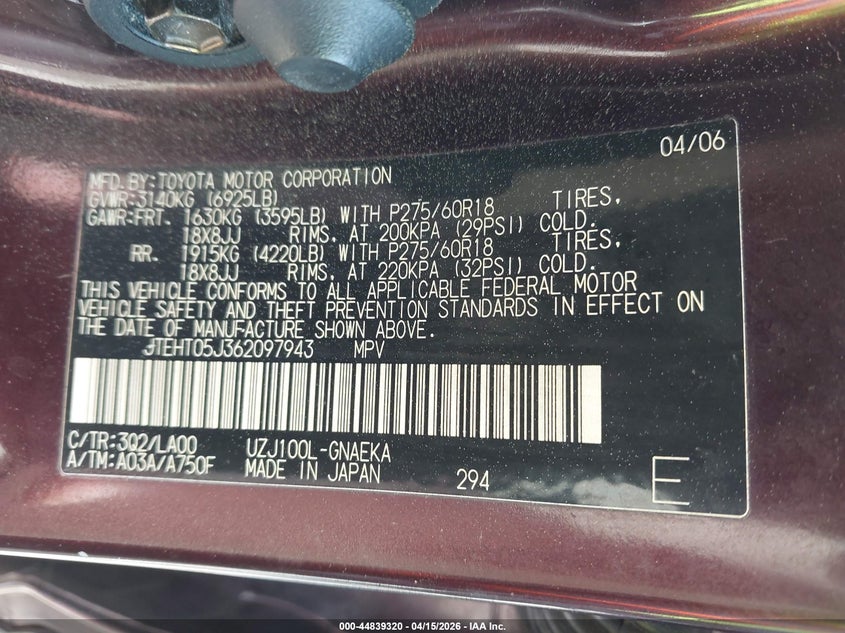 04/06
MFD.BY:TOYOTA MOTOR CORPORATION
GVWR:3140KG (6925LB)
GAWR:FRT. 1630KG (3595LB) WITH P275/60R18 TIRES,
18X8JJ RIMS, AT 200KPA (29PSI) COLD.
RR. 1915KG (4220LB) WITH P275/60R18 TIRES,
18X8JJ RIMS, AT 220KPA (32PSI) COLD.
THIS VEHICLE CONFORMS TO ALL APPLICABLE FEDERAL MOTOR
VEHICLE SAFETY AND THEFT PREVENTION STANDARDS IN EFFECT ON
THE DATE OF MANUFACTURE SHOWN ABOVE.
JTEHT05J362097943 MPV
C/TR:3Q2/LA00 UZJ100L-GNAEKA
A/TM:A03A/A750F MADE IN JAPAN 294 E
000-44839320 - 04/15/2026 - IAA Inc.